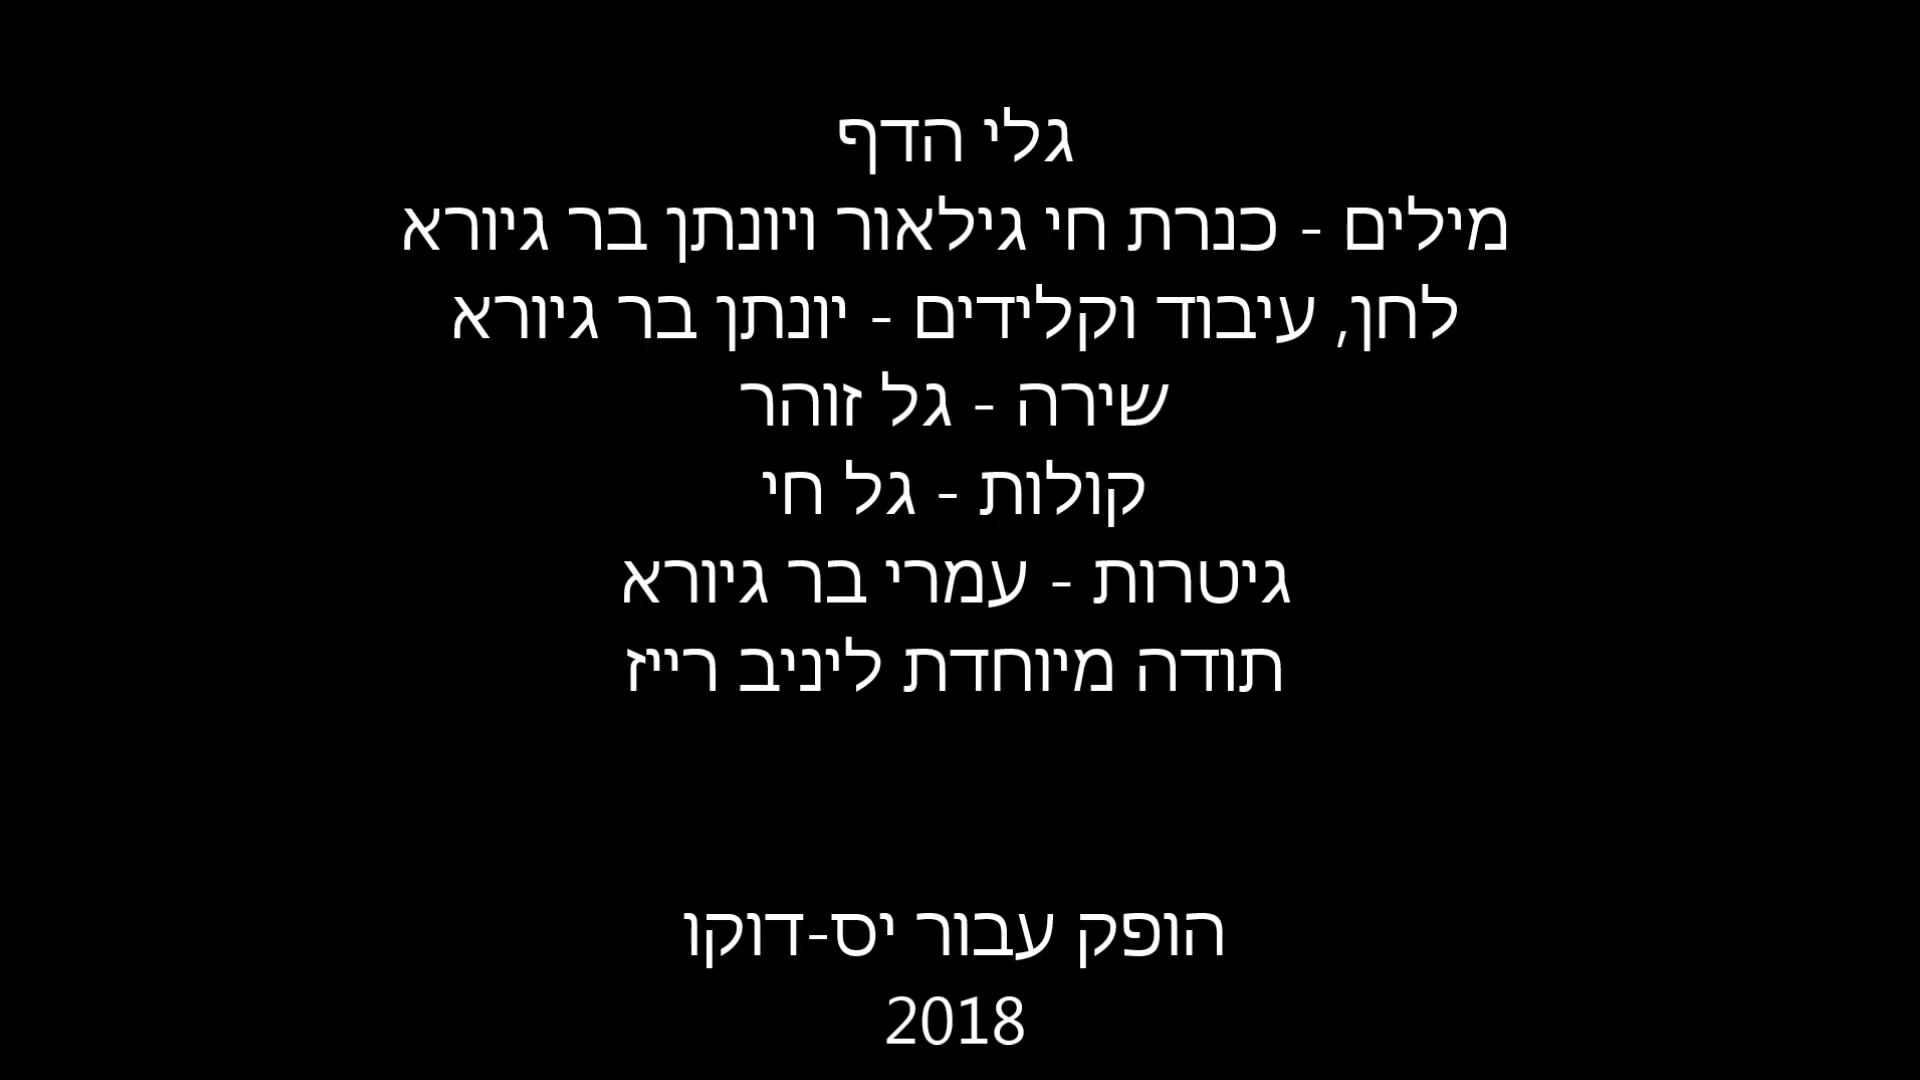 גלי הדף
מילים - כנרת חי גילאור ויונתן בר גיורא
לחן, עיבוד וקלידים - יונתן בר גיורא
שירה - גל זוהר
קולות - גל חי
גיטרות - עמרי בר גיורא
תודה מיוחדת ליניב רייז
הופק עבור יס-דוקו
2018